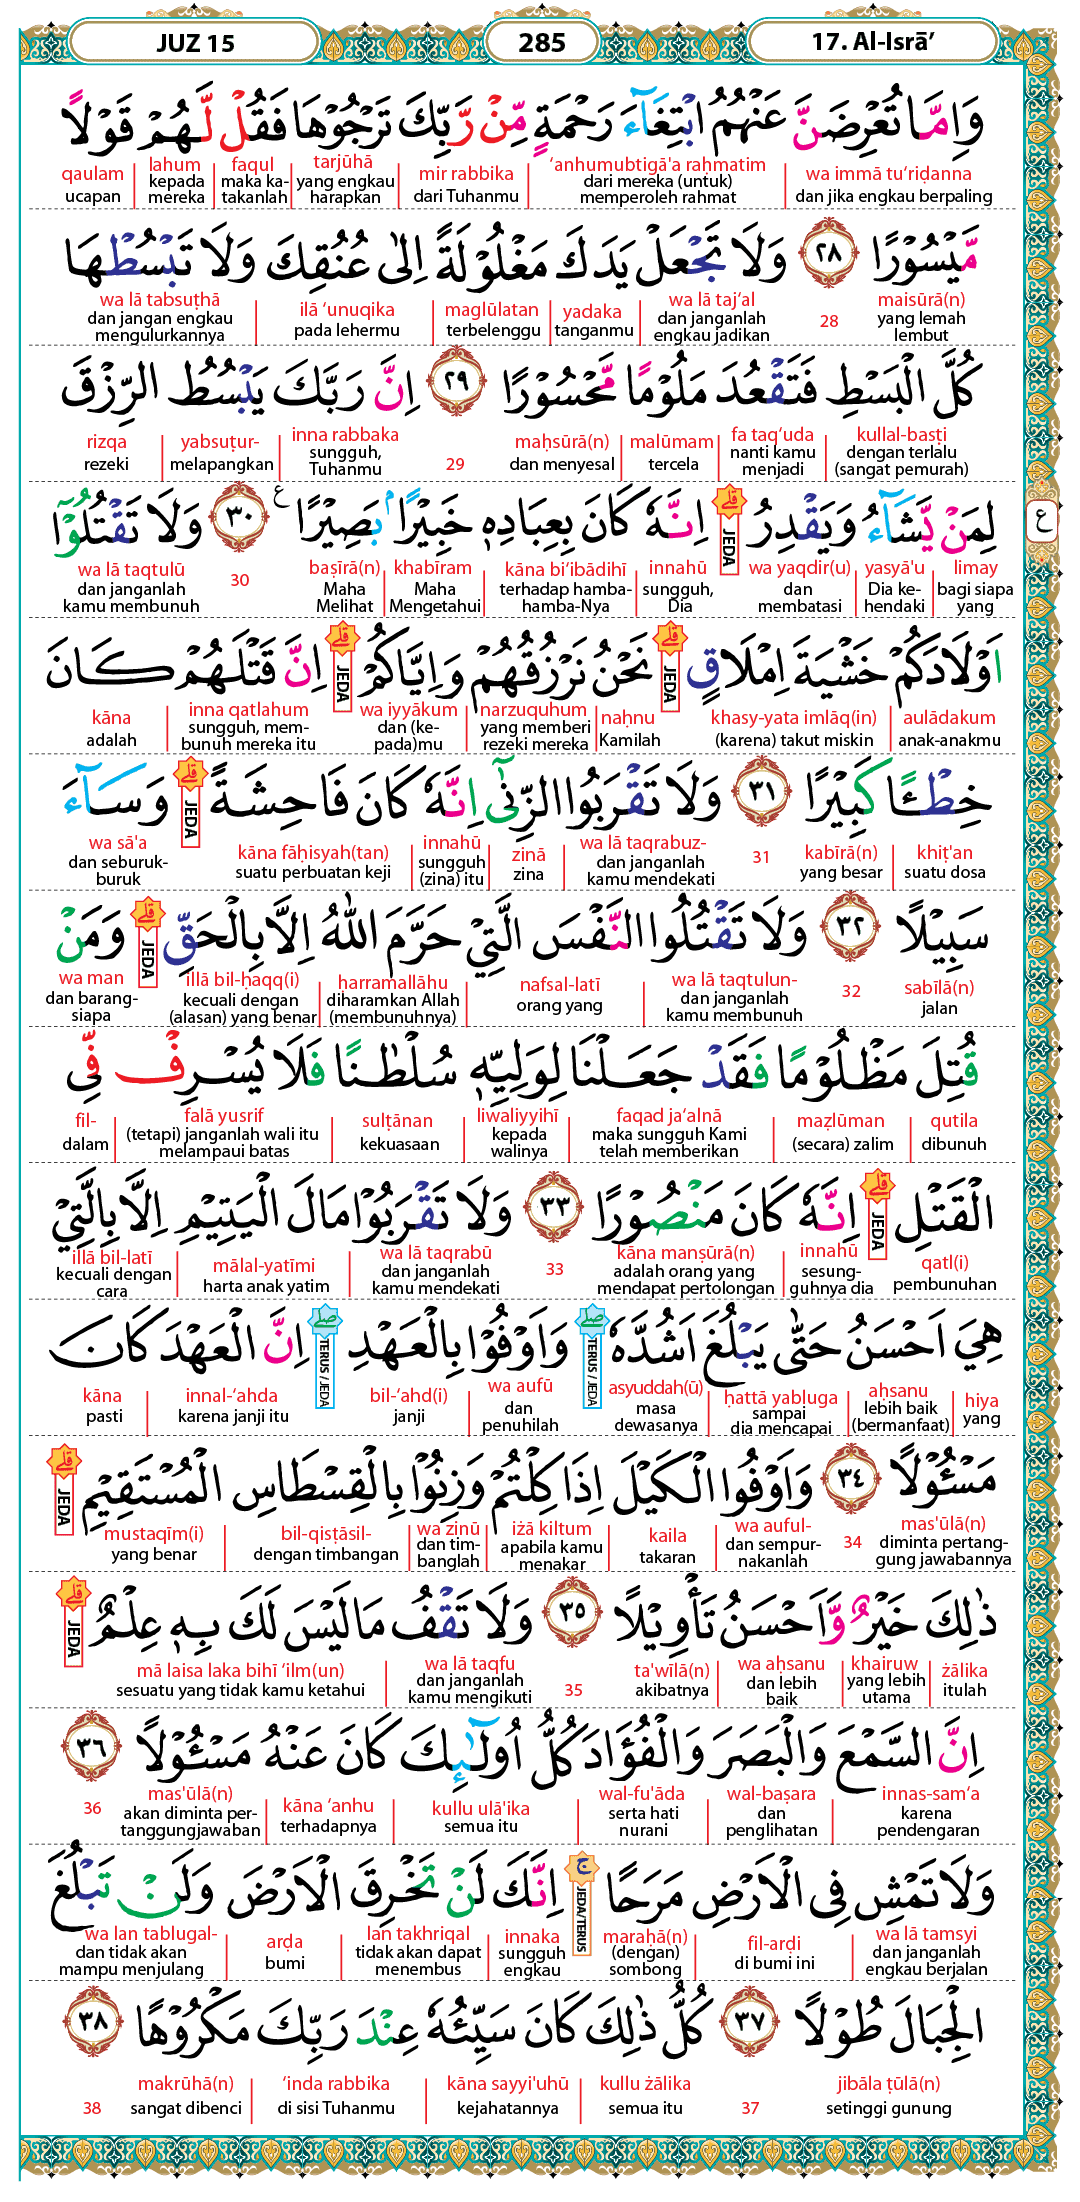 JUZ 15 285 17. Al-Isrā’
وَاِمَّا تُعْرِضَنَّ عَنْهُمُ ابْتِغَاۤءَ رَحْمَةٍ مِّنْ رَّبِّكَ تَرْجُوْهَا فَقُلْ لَّهُمْ قَوْلًا
wa immā tu‘riḍanna ‘anhumubtigā'a raḥmatim mir rabbika tarjūhā faqul lahum qaulam
dan jika engkau berpaling dari mereka (untuk) memperoleh rahmat dari Tuhanmu yang engkau harapkan maka ka-takanlah kepada mereka ucapan
مَّيْسُوْرًا ٢٨ وَلَا تَجْعَلْ يَدَكَ مَغْلُوْلَةً اِلٰى عُنُقِكَ وَلَا تَبْسُطْهَا
maisūrā(n) 28 wa lā taj‘al yadaka maglūlatan ilā ‘unuqika wa lā tabsuṭhā
yang lemah lembut dan janganlah engkau jadikan tanganmu terbelenggu pada lehermu dan jangan engkau mengulurkannya
كُلَّ الْبَسْطِ فَتَقْعُدَ مَلُوْمًا مَّحْسُوْرًا ٢٩ اِنَّ رَبَّكَ يَبْسُطُ الرِّزْقَ
kullal-basṭi fa taq‘uda malūmam maḥsūrā(n) 29 inna rabbaka yabsuṭur- rizqa
dengan terlalu (sangat pemurah) nanti kamu menjadi tercela dan menyesal sungguh, Tuhanmu melapangkan rezeki
لِمَنْ يَّشَاۤءُ وَيَقْدِرُ ۗ JEDA اِنَّهٗ كَانَ بِعِبَادِهٖ خَبِيْرًاۢ بَصِيْرًا ࣖ ٣٠ وَلَا تَقْتُلُوْٓا ع
limay yasyā'u wa yaqdir(u) innahū kāna bi‘ibādihī khabīram baṣīrā(n) 30 wa lā taqtulū
bagi siapa yang Dia ke-hendaki dan membatasi sungguh, Dia terhadap hamba-hamba-Nya Maha Mengetahui Maha Melihat dan janganlah kamu membunuh
اَوْلَادَكُمْ خَشْيَةَ اِمْلَاقٍ ۗ JEDA نَحْنُ نَرْزُقُهُمْ وَاِيَّاكُمْ ۗ JEDA اِنَّ قَتْلَهُمْ كَانَ
aulādakum khasy-yata imlāq(in) naḥnu narzuquhum wa iyyākum inna qatlahum kāna
anak-anakmu (karena) takut miskin Kamilah yang memberi rezeki mereka dan (ke-pada)mu sungguh, mem-bunuh mereka itu adalah
خِطْـًٔا كَبِيْرًا ٣١ وَلَا تَقْرَبُوا الزِّنٰىٓ اِنَّهٗ كَانَ فَاحِشَةً ۗ JEDA وَسَاۤءَ
khiṭ'an kabīrā(n) 31 wa lā taqrabuz- zinā innahū kāna fāḥisyah(tan) wa sā'a
suatu dosa yang besar dan janganlah kamu mendekati zina sungguh (zina) itu suatu perbuatan keji dan seburuk-buruk
سَبِيْلًا ٣٢ وَلَا تَقْتُلُوا النَّفْسَ الَّتِيْ حَرَّمَ اللّٰهُ اِلَّا بِالْحَقِّ ۗ JEDA وَمَنْ
sabīlā(n) 32 wa lā taqtulun- nafsal-latī harramallāhu illā bil-ḥaqq(i) wa man
jalan dan janganlah kamu membunuh orang yang diharamkan Allah (membunuhnya) kecuali dengan (alasan) yang benar dan barang-siapa
قُتِلَ مَظْلُوْمًا فَقَدْ جَعَلْنَا لِوَلِيِّهٖ سُلْطٰنًا فَلَا يُسْرِفْ فِّى
qutila maẓlūman faqad ja‘alnā liwaliyyihī sulṭānan falā yusrif fil-
dibunuh (secara) zalim maka sungguh Kami telah memberikan kepada walinya kekuasaan (tetapi) janganlah wali itu melampaui batas dalam
الْقَتْلِ ۗ JEDA اِنَّهٗ كَانَ مَنْصُوْرًا ٣٣ وَلَا تَقْرَبُوْا مَالَ الْيَتِيْمِ اِلَّا بِالَّتِيْ
qatl(i) innahū kāna manṣūrā(n) 33 wa lā taqrabū mālal-yatīmi illā bil-latī
pembunuhan sesung-guhnya dia adalah orang yang mendapat pertolongan dan janganlah kamu mendekati harta anak yatim kecuali dengan cara
هِيَ اَحْسَنُ حَتّٰى يَبْلُغَ اَشُدَّهٗ ۖ TERUS / JEDA وَاَوْفُوْا بِالْعَهْدِ ۖ TERUS / JEDA اِنَّ الْعَهْدَ كَانَ
hiya aḥsanu ḥattā yabluga asyuddah(ū) wa aufū bil-‘ahd(i) innal-‘ahda kāna
yang lebih baik (bermanfaat) sampai dia mencapai masa dewasanya dan penuhilah janji karena janji itu pasti
مَسْـُٔوْلًا ٣٤ وَاَوْفُوا الْكَيْلَ اِذَا كِلْتُمْ وَزِنُوْا بِالْقِسْطَاسِ الْمُسْتَقِيْمِ ۗ JEDA
mas'ūlā(n) 34 wa auful- kaila iżā kiltum wa zinū bil-qisṭāsil- mustaqīm(i)
diminta pertang-gung jawabannya dan sempur-nakanlah takaran apabila kamu menakar dan tim-banglah dengan timbangan yang benar
ذٰلِكَ خَيْرٌ وَّاَحْسَنُ تَأْوِيْلًا ٣٥ وَلَا تَقْفُ مَا لَيْسَ لَكَ بِهٖ عِلْمٌ ۗ JEDA
żālika khairuw wa aḥsanu ta'wīlā(n) 35 wa lā taqfu mā laisa laka bihī ‘ilm(un)
itulah yang lebih utama dan lebih baik akibatnya dan janganlah kamu mengikuti sesuatu yang tidak kamu ketahui
اِنَّ السَّمْعَ وَالْبَصَرَ وَالْفُؤَادَ كُلُّ اُولٰۤىِٕكَ كَانَ عَنْهُ مَسْـُٔوْلًا ٣٦
innas-sam‘a wal-baṣara wal-fu'āda kullu ulā'ika kāna ‘anhu mas'ūlā(n) 36
karena pendengaran dan penglihatan serta hati nurani semua itu terhadapnya akan diminta per-tanggungjawaban
وَلَا تَمْشِ فِى الْاَرْضِ مَرَحًا ۚ JEDA/TERUS اِنَّكَ لَنْ تَخْرِقَ الْاَرْضَ وَلَنْ تَبْلُغَ
wa lā tamsyi fil-arḍi maraḥā(n) innaka lan takhriqal arḍa wa lan tablugal-
dan janganlah engkau berjalan di bumi ini (dengan) sombong sungguh engkau tidak akan dapat menembus bumi dan tidak akan mampu menjulang
الْجِبَالَ طُوْلًا ٣٧ كُلُّ ذٰلِكَ كَانَ سَيِّئُهٗ عِنْدَ رَبِّكَ مَكْرُوْهًا ٣٨
jibāla ṭūlā(n) 37 kullu żālika kāna sayyi'uhū ‘inda rabbika makrūhā(n) 38
setinggi gunung semua itu kejahatannya di sisi Tuhanmu sangat dibenci